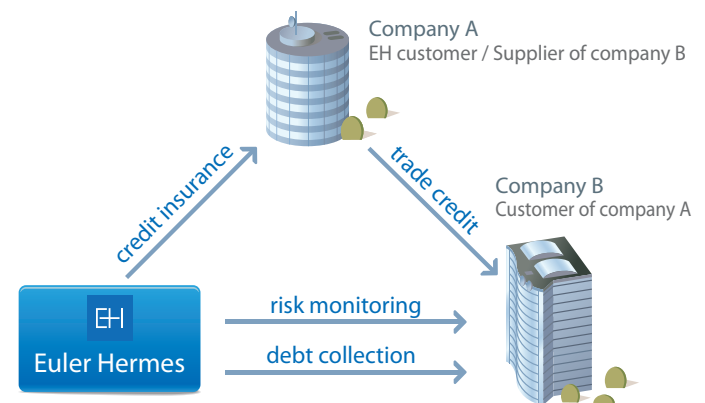 Company A
EH customer / Supplier of company B
credit insurance
trade credit
Company B
Customer of company A
EH
Euler Hermes
risk monitoring
debt collection